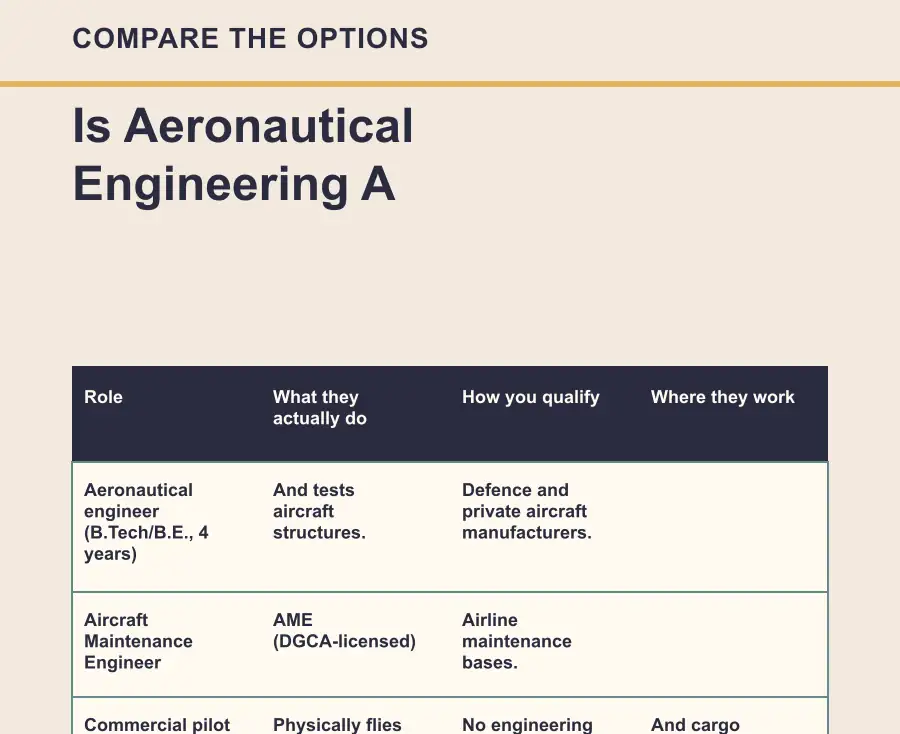 COMPARE THE OPTIONS
Is Aeronautical
Engineering A
Role
What they
actually do
How you qualify
Where they work
Aeronautical
engineer
(B.Tech/B.E., 4
years)
And tests
aircraft
structures.
Defence and
private aircraft
manufacturers.
Aircraft
Maintenance
Engineer
AME
(DGCA-licensed)
Airline
maintenance
bases.
Commercial pilot
Physically flies
No engineering
And cargo